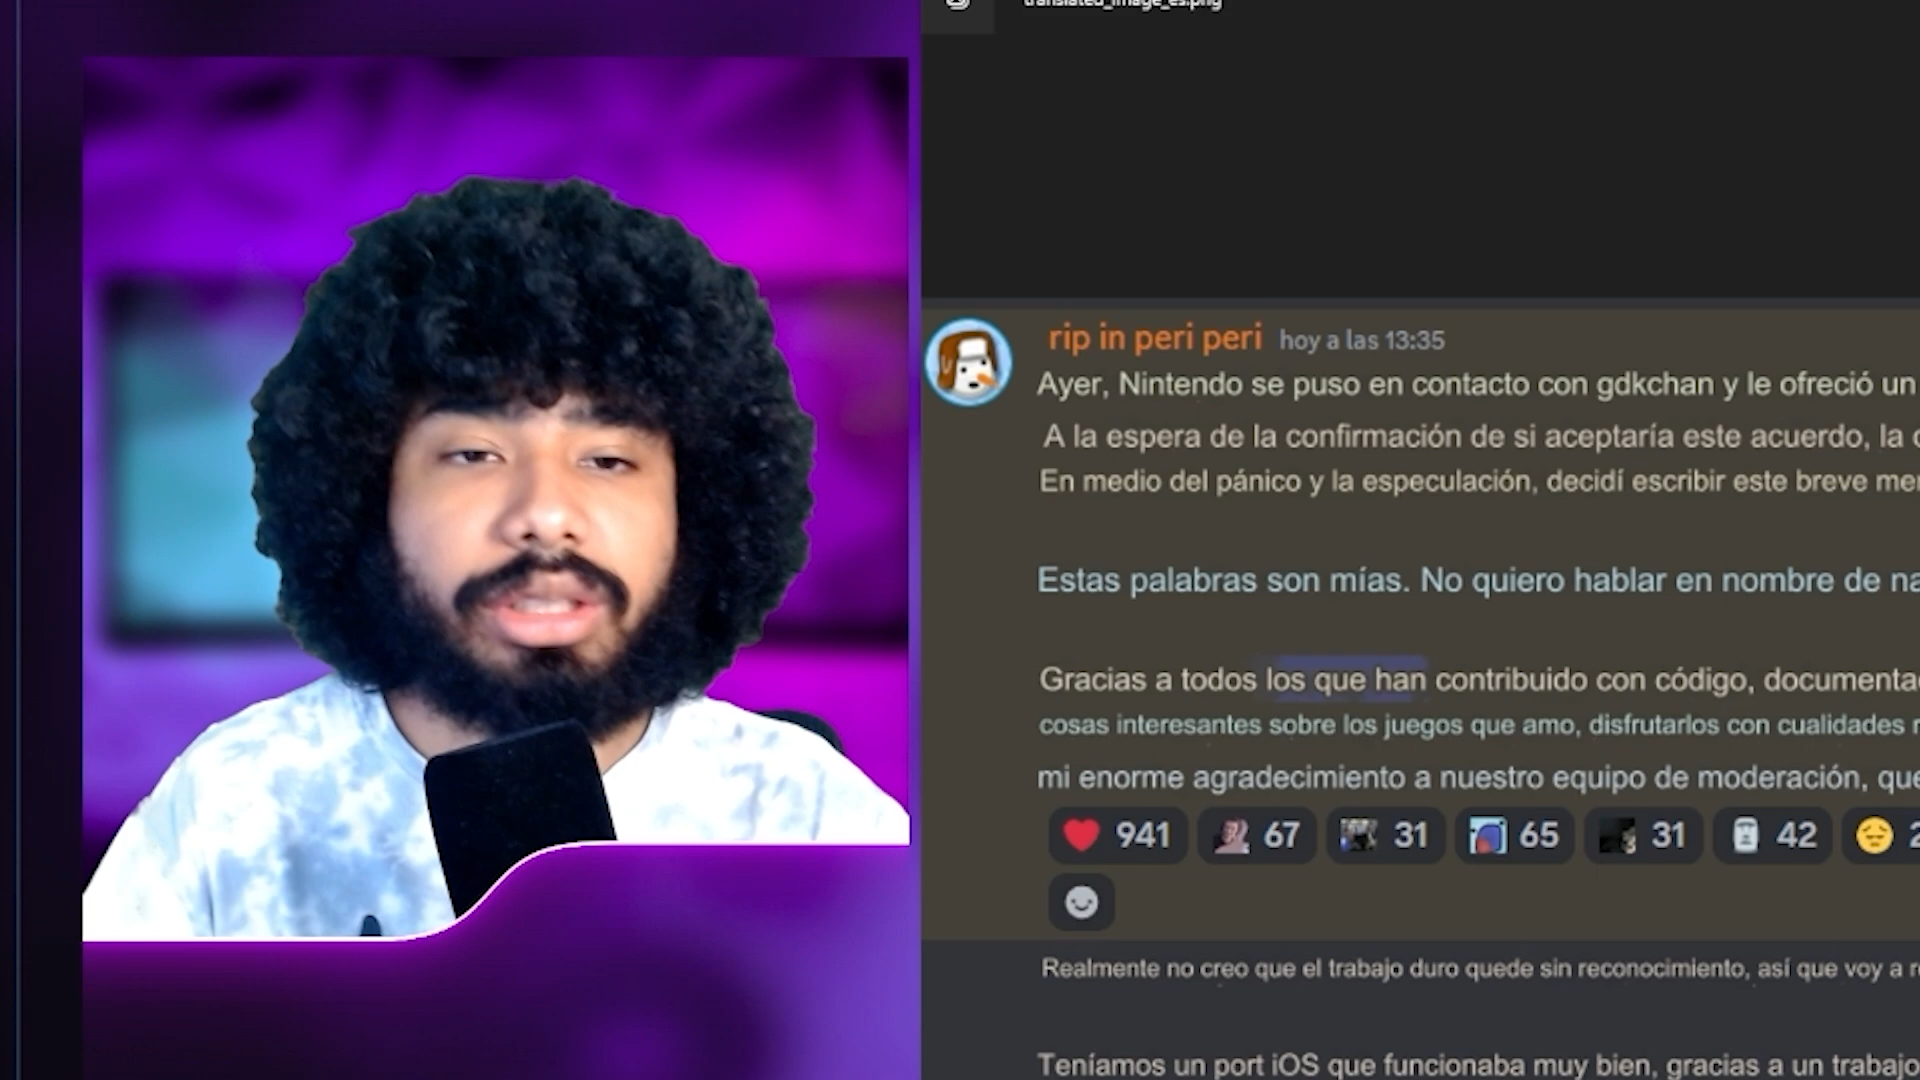 translated_image_es.png
rip in peri peri hoy a las 13:35
Ayer, Nintendo se puso en contacto con gdkchan y le ofreció un
A la espera de la confirmación de si aceptaría este acuerdo, la
En medio del pánico y la especulación, decidí escribir este breve
Estas palabras son mías. No quiero hablar en nombre de
Gracias a todos los que han contribuido con código,
cosas interesantes sobre los juegos que amo, disfrutarlos con cualidades
mi enorme agradecimiento a nuestro equipo de moderación,
941 67 31 65 31 42
Realmente no creo que el trabajo duro quede sin reconocimiento, así que voy a
Teníamos un port iOS que funcionaba muy bien, gracias a un trabajo